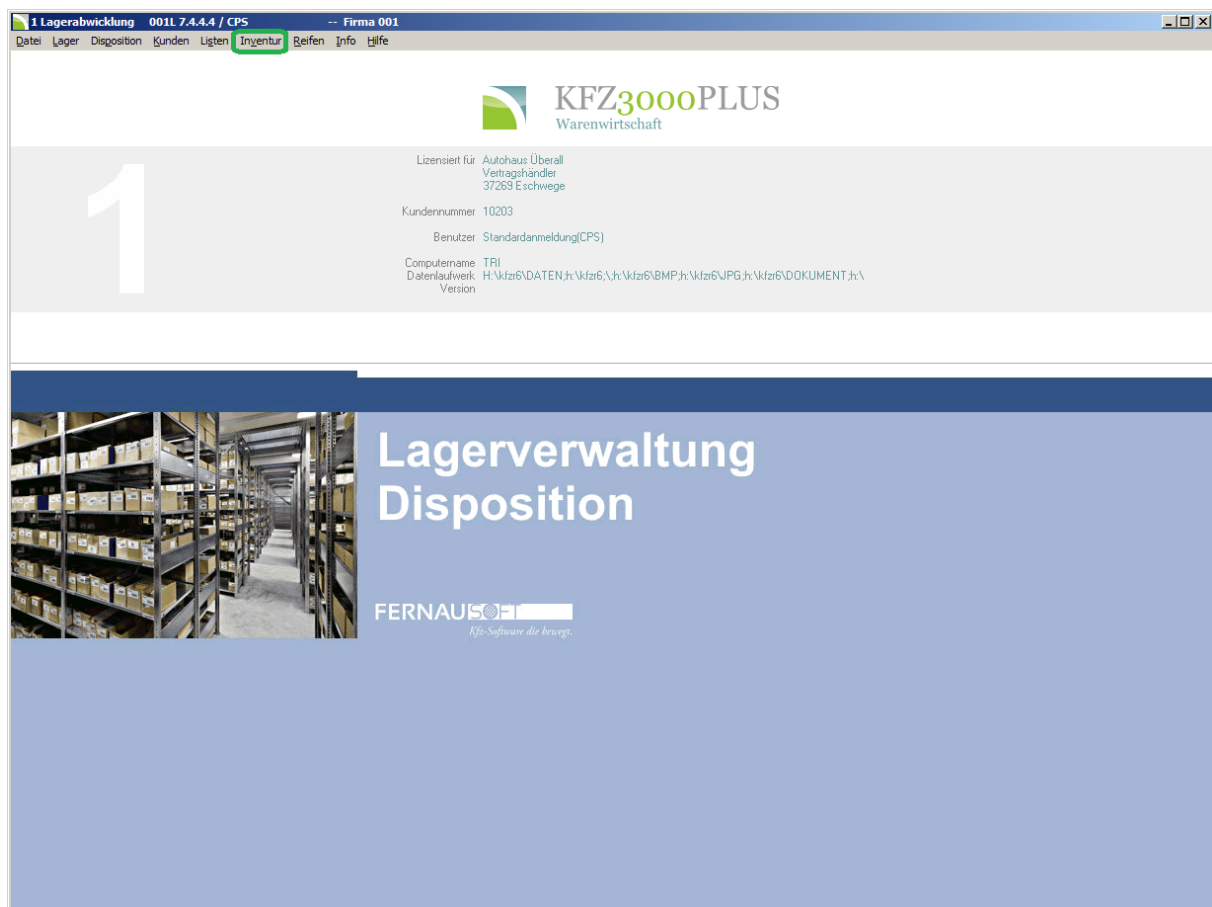 1 Lagerabwicklung 001L 7.4.4.4 / CPS -- Firma 001
Datei Lager Disposition Kunden Listen Inventur Reifen Info Hilfe
KFZ3000PLUS
Warenwirtschaft
1
Lizensiert für Autohaus Überall
Vertragshändler
37269 Eschwege
Kundennummer 10203
Benutzer Standardanmeldung(CPS)
Computername TRI
Datenlaufwerk H:\kfzr6\DATEN;h:\kfzr6;\;h:\kfzr6\BMP;h:\kfzr6\JPG;h:\kfzr6\DOKUMENT;h:\
Version
Lagerverwaltung
Disposition
FERNAUSOFT
Kfz-Software die bewegt.